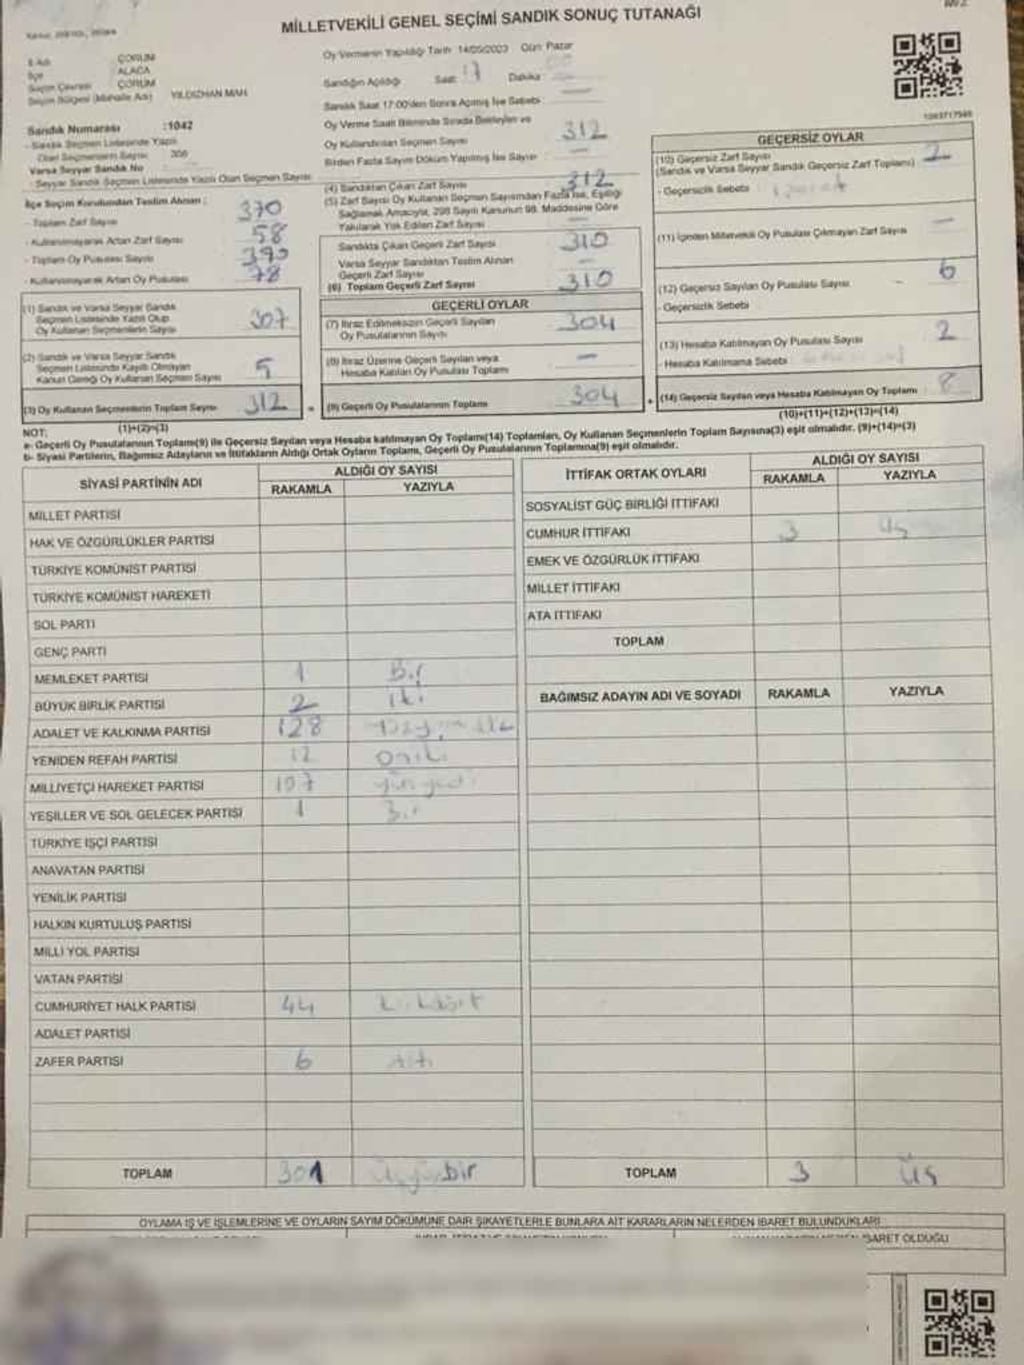 MİLLETVEKİLİ GENEL SEÇİMİ SANDIK SONUÇ TUTANAĞI
İl Adı ÇORUM
İlçe ALACA
Seçim Çevresi ÇORUM
Seçim Bölgesi (Mahalle Adı) YILDIZHAN MAH.
Sandık Numarası :1042
- Sandık Seçmen Listesinde Yazılı
Olan Seçmenlerin Sayısı
Varsa Seyyar Sandık No
- Seyyar Sandık Seçmen Listesinde Yazılı Olan Seçmen Sayısı
İlçe Seçim Kurulundan Teslim Alınan :
- Toplam Zarf Sayısı 370
- Kullanılmayarak Artan Zarf Sayısı 58
- Toplam Oy Pusulası Sayısı 390
- Kullanılmayarak Artan Oy Pusulası 78
(1) Sandık ve Varsa Seyyar Sandık
Seçmen Listesinde Yazılı Olup
Oy Kullanan Seçmenlerin Sayısı 307
(2) Sandık ve Varsa Seyyar Sandık
Seçmen Listesinde Kayıtlı Olmayan
Kanun Gereği Oy Kullanan Seçmen Sayısı 5
(3) Oy Kullanan Seçmenlerin Toplam Sayısı 312
(1)+(2)=(3)
Oy Vermenin Yapıldığı Tarih 14/05/2023 Gün Pazar
Sandığın Açıldığı Saat 17 Dakika
Sandık Saat 17:00'den Sonra Açılmış İse Sebebi
Oy Verme Saati Bitiminde Sırada Bekleyen ve
Oy Kullandırılan Seçmen Sayısı 312
Birden Fazla Sayım Döküm Yapılmış İse Sayısı —
(4) Sandıktan Çıkan Zarf Sayısı 312
(5) Zarf Sayısı Oy Kullanan Seçmen Sayısından Fazla İse, Eşitliği
Sağlamak Amacıyla, 298 Sayılı Kanunun 98. Maddesine Göre
Yakılarak Yok Edilen Zarf Sayısı
Sandıkta Çıkan Geçerli Zarf Sayısı 310
Varsa Seyyar Sandıktan Teslim Alınan
Geçerli Zarf Sayısı —
(6) Toplam Geçerli Zarf Sayısı 310
GEÇERLİ OYLAR
(7) İtiraz Edilmeksizin Geçerli Sayılan
Oy Pusulalarının Sayısı 304
(8) İtiraz Üzerine Geçerli Sayılan veya
Hesaba Katılan Oy Pusulası Toplamı —
(9) Geçerli Oy Pusulalarının Toplamı 304
GEÇERSİZ OYLAR
(10) Geçersiz Zarf Sayısı 2
(Sandık ve Varsa Seyyar Sandık Geçersiz Zarf Toplamı)
- Geçersizlik Sebebi
(11) İçinden Milletvekili Oy Pusulası Çıkmayan Zarf Sayısı —
(12) Geçersiz Sayılan Oy Pusulası Sayısı 6
- Geçersizlik Sebebi
(13) Hesaba Katılmayan Oy Pusulası Sayısı 2
- Hesaba Katılmama Sebebi
(14) Geçersiz Sayılan veya Hesaba Katılmayan Oy Toplamı 8
(10)+(11)+(12)+(13)=(14)
NOT:
a- Geçerli Oy Pusulalarının Toplamı(9) ile Geçersiz Sayılan veya Hesaba katılmayan Oy Toplamı(14) Toplamları, Oy Kullanan Seçmenlerin Toplam Sayısına(3) eşit olmalıdır. (9)+(14)=(3)
b- Siyasi Partilerin, Bağımsız Adayların ve İttifakların Aldığı Ortak Oyların Toplamı, Geçerli Oy Pusulalarının Toplamına(9) eşit olmalıdır.
SİYASİ PARTİNİN ADI ALDIĞI OY SAYISI
RAKAMLA YAZIYLA
MİLLET PARTİSİ
HAK VE ÖZGÜRLÜKLER PARTİSİ
TÜRKİYE KOMÜNİST PARTİSİ
TÜRKİYE KOMÜNİST HAREKETİ
SOL PARTİ
GENÇ PARTİ
MEMLEKET PARTİSİ 1 Bir
BÜYÜK BİRLİK PARTİSİ 2 iki
ADALET VE KALKINMA PARTİSİ 128
YENİDEN REFAH PARTİSİ 12 oniki
MİLLİYETÇİ HAREKET PARTİSİ 107 yüzyedi
YEŞİLLER VE SOL GELECEK PARTİSİ 1 Bir
TÜRKİYE İŞÇİ PARTİSİ
ANAVATAN PARTİSİ
YENİLİK PARTİSİ
HALKIN KURTULUŞ PARTİSİ
MİLLİ YOL PARTİSİ
VATAN PARTİSİ
CUMHURİYET HALK PARTİSİ 44 kırkdört
ADALET PARTİSİ
ZAFER PARTİSİ 6 Altı
TOPLAM 301 üçyüzbir
İTTİFAK ORTAK OYLARI ALDIĞI OY SAYISI
RAKAMLA YAZIYLA
SOSYALİST GÜÇ BİRLİĞİ İTTİFAKI
CUMHUR İTTİFAKI 3 üç
EMEK VE ÖZGÜRLÜK İTTİFAKI
MİLLET İTTİFAKI
ATA İTTİFAKI
TOPLAM
BAĞIMSIZ ADAYIN ADI VE SOYADI RAKAMLA YAZIYLA
TOPLAM 3 üç
OYLAMA İŞ VE İŞLEMLERİNE VE OYLARIN SAYIM DÖKÜMÜNE DAİR ŞİKAYETLERLE BUNLARA AİT KARARLARIN NELERDEN İBARET BULUNDUKLARI
İBARET OLDUĞU